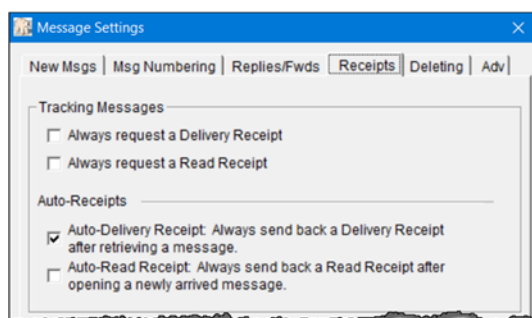 Message Settings
New Msgs Msg Numbering Replies/Fwds Receipts Deleting Adv
Tracking Messages
Always request a Delivery Receipt
Always request a Read Receipt
Auto-Receipts
Auto-Delivery Receipt: Always send back a Delivery Receipt
after retrieving a message.
Auto-Read Receipt: Always send back a Read Receipt after
opening a newly arrived message.